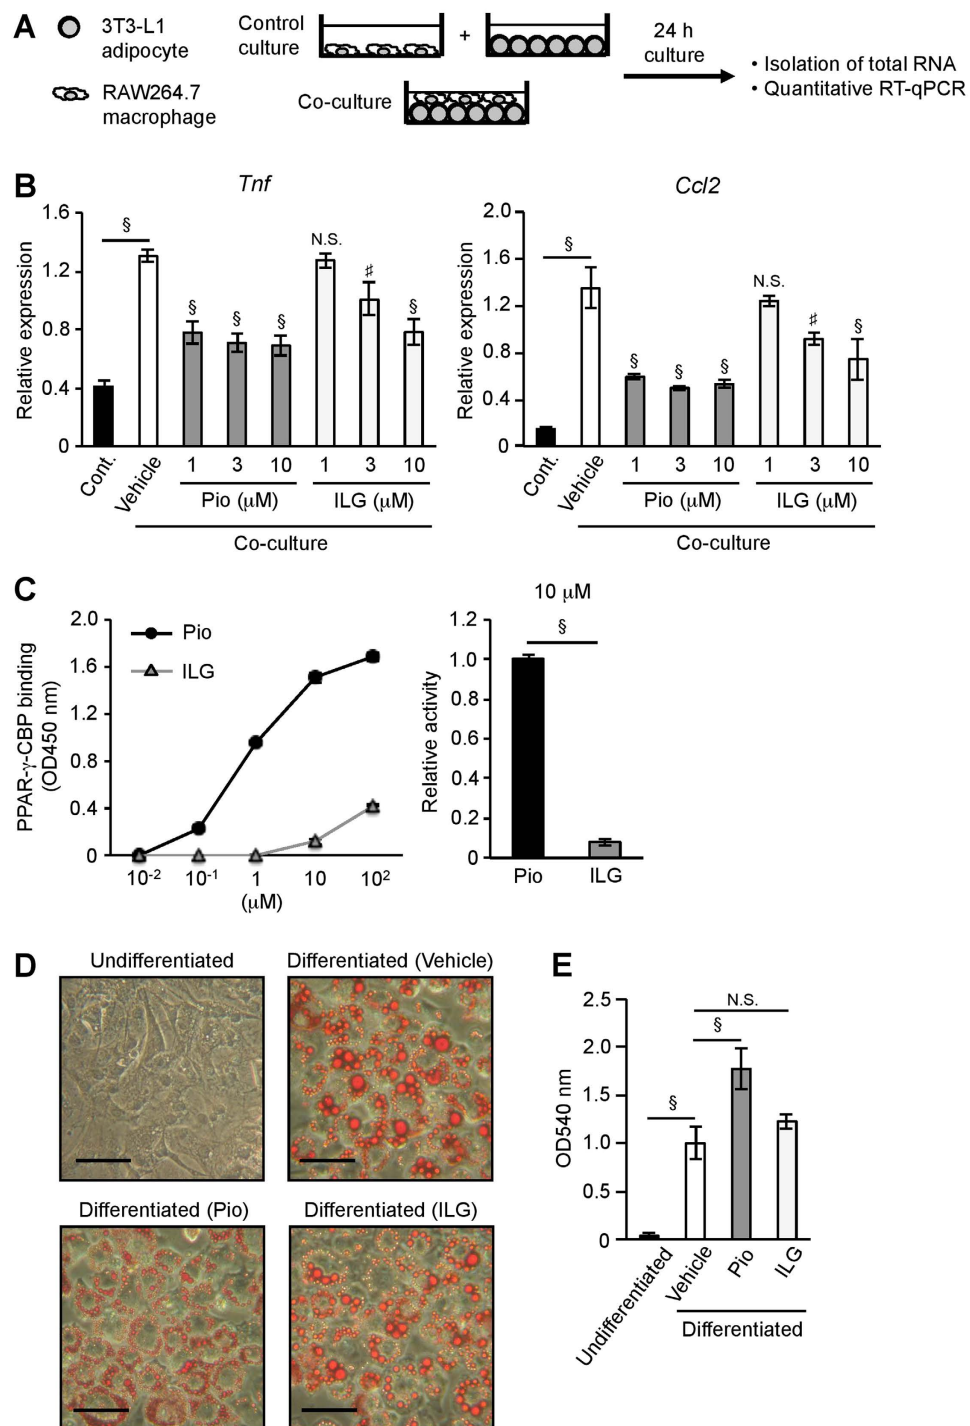 A
3T3-L1
adipocyte
RAW264.7
macrophage
Control
culture
+
Co-culture
24 h
culture
• Isolation of total RNA
• Quantitative RT-qPCR
B
Tnf
Relative expression
1.6
1.2
0.8
0.4
0
§
§
§
§
N.S.
♯
§
Cont.
Vehicle
1 3 10
1 3 10
Pio (μM)
ILG (μM)
Co-culture
Ccl2
Relative expression
2.0
1.6
1.2
0.8
0.4
0
§
§
§
§
N.S.
♯
§
Cont.
Vehicle
1 3 10
1 3 10
Pio (μM)
ILG (μM)
Co-culture
C
PPAR-γ-CBP binding
(OD450 nm)
2.0
1.6
1.2
0.8
0.4
0
Pio
ILG
10-2 10-1 1 10 102
(μM)
10 μM
Relative activity
1.2
1.0
0.8
0.6
0.4
0.2
0
§
Pio ILG
D
Undifferentiated
Differentiated (Vehicle)
Differentiated (Pio)
Differentiated (ILG)
E
OD540 nm
2.5
2.0
1.5
1.0
0.5
0
N.S.
§
§
Undifferentiated
Vehicle
Pio
ILG
Differentiated